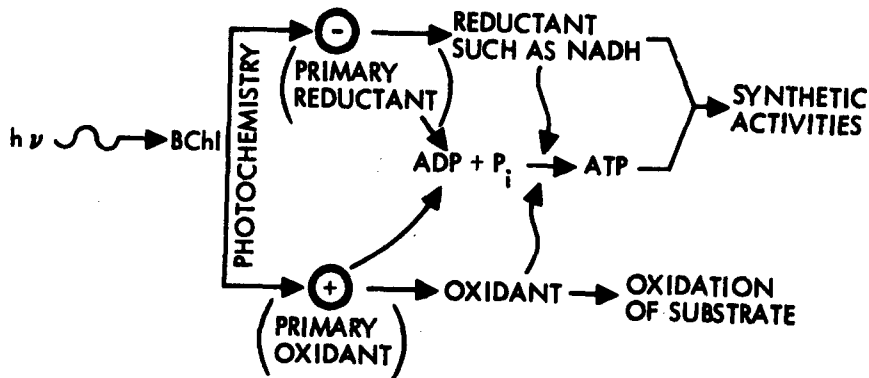 REDUCTANT
SUCH AS NADH
(PRIMARY
REDUCTANT)
SYNTHETIC
ACTIVITIES
hν
BChl
PHOTOCHEMISTRY
−
ADP + Pi
ATP
+
OXIDANT
OXIDATION
OF SUBSTRATE
(PRIMARY
OXIDANT)